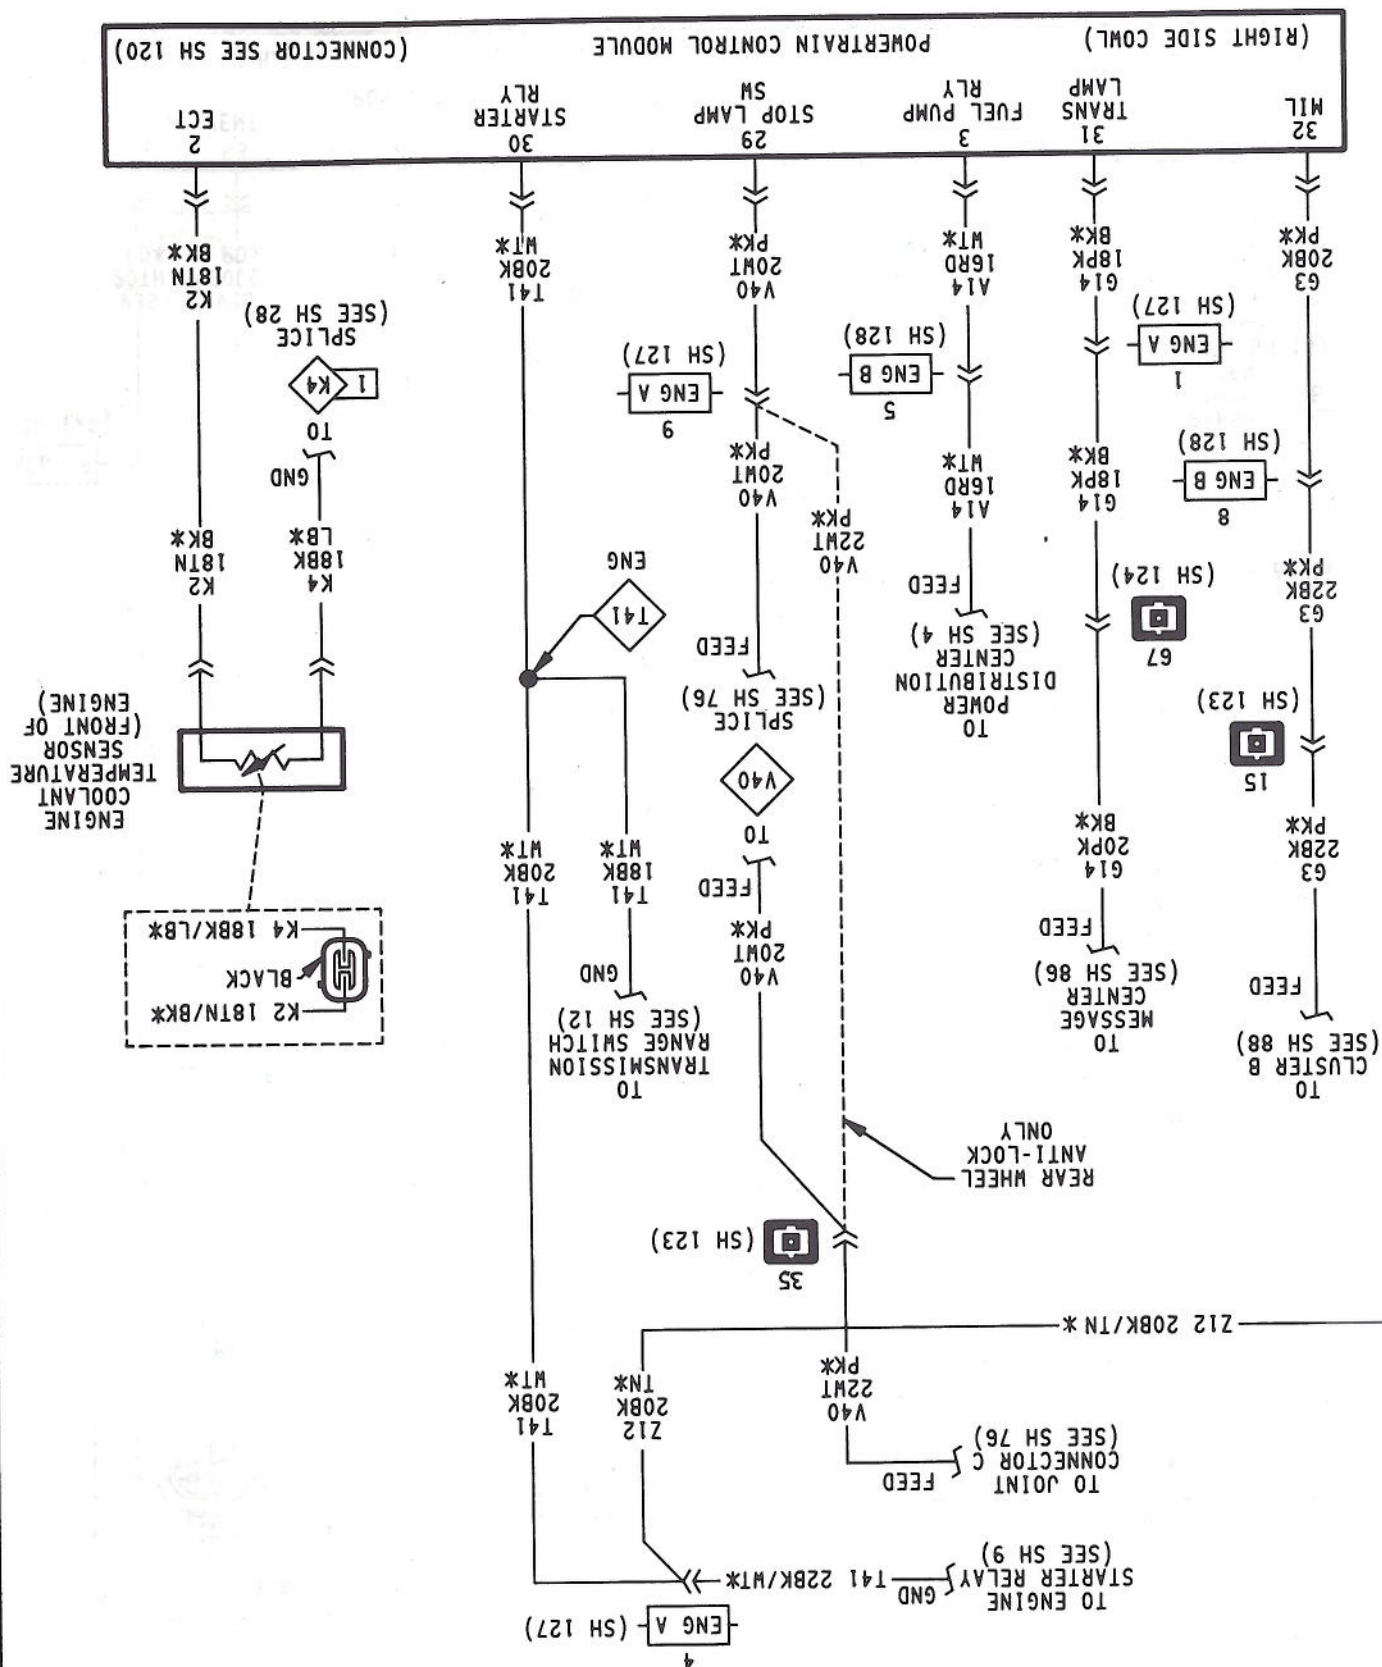 4
ENG A
(SH 127)
TO ENGINE
STARTER RELAY
(SEE SH 9)
GND
T41 22BK/WT*
TO JOINT
CONNECTOR C
(SEE SH 76)
FEED
V40
22WT
PK*
Z12
20BK
TN*
T41
20BK
WT*
Z12 20BK/TN*
35
(SH 123)
REAR WHEEL
ANTI-LOCK
ONLY
TO
CLUSTER B
(SEE SH 88)
FEED
TO
MESSAGE
CENTER
(SEE SH 86)
FEED
TO
TRANSMISSION
RANGE SWITCH
(SEE SH 12)
GND
K2 18TN/BK*
BLACK
K4 18BK/LB*
V40
20WT
PK*
FEED
G3
22BK
PK*
G14
20PK
BK*
TO
V40
SPLICE
(SEE SH 76)
FEED
T41
18BK
WT*
T41
20BK
WT*
ENGINE
COOLANT
TEMPERATURE
SENSOR
(FRONT OF
ENGINE)
15
(SH 123)
67
(SH 124)
TO
POWER
DISTRIBUTION
CENTER
(SEE SH 4)
FEED
T41
ENG
G3
22BK
PK*
V40
22WT
PK*
K4
18BK
LB*
K2
18TN
BK*
8
ENG B
(SH 128)
G14
18PK
BK*
A14
16RD
WT*
V40
20WT
PK*
GND
TO
1
K4
SPLICE
(SEE SH 28)
1
ENG A
(SH 127)
5
ENG B
(SH 128)
9
ENG A
(SH 127)
G3
20BK
PK*
G14
18PK
BK*
A14
16RD
WT*
V40
20WT
PK*
T41
20BK
WT*
K2
18TN
BK*
32
MIL
31
TRANS
LAMP
3
FUEL PUMP
RLY
29
STOP LAMP
SW
30
STARTER
RLY
2
ECT
(RIGHT SIDE COWL)
POWERTRAIN CONTROL MODULE
(CONNECTOR SEE SH 120)